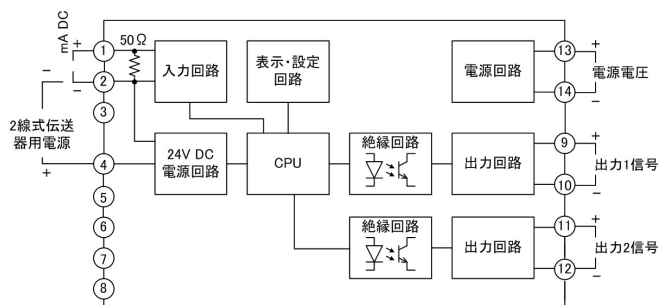 mA DC
+
−
①
②
③
④
⑤
⑥
⑦
⑧
−
2線式伝送
器用電源
+
50Ω
入力回路
表示・設定
回路
24V DC
電源回路
CPU
絶縁回路
絶縁回路
電源回路
出力回路
出力回路
⑬
⑭
⑨
⑩
⑪
⑫
+
電源電圧
−
+
出力1信号
−
+
出力2信号
−